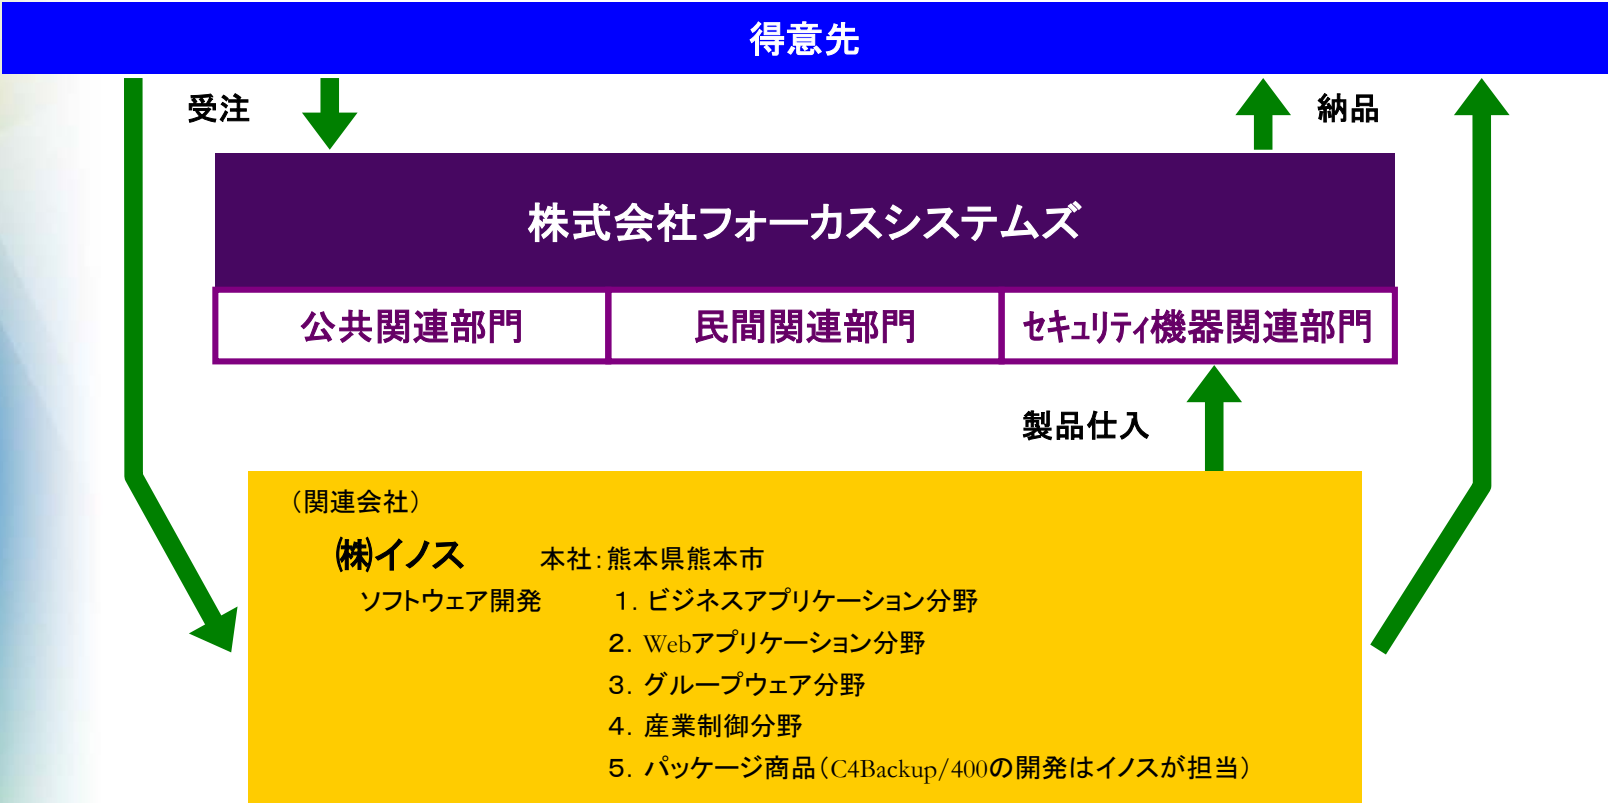 得意先
受注
納品
株式会社フォーカスシステムズ
公共関連部門 民間関連部門 セキュリティ機器関連部門
製品仕入
（関連会社）
㈱イノス 本社：熊本県熊本市
ソフトウェア開発 １．ビジネスアプリケーション分野
２．Webアプリケーション分野
３．グループウェア分野
４．産業制御分野
５．パッケージ商品（C4Backup/400の開発はイノスが担当）